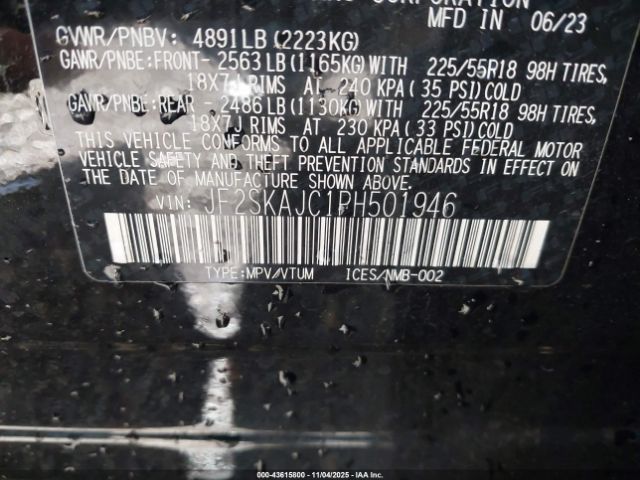 CORPORATION
MFD IN 06/23
GVWR/PNBV: 4891LB(2223KG)
GAWR/PNBE:FRONT- 2563LB(1165KG)WITH 225/55R18 98H TIRES,
18X7J RIMS AT 240 KPA(35 PSI)COLD
GAWR/PNBE:REAR - 2486LB(1130KG)WITH 225/55R18 98H TIRES,
18X7J RIMS AT 230 KPA(33 PSI)COLD
THIS VEHICLE CONFORMS TO ALL APPLICABLE FEDERAL MOTOR
VEHICLE SAFETY AND THEFT PREVENTION STANDARDS IN EFFECT
ON THE DATE OF MANUFACTURE SHOWN ABOVE.
VIN: JF2SKAJC1PH501946
TYPE:MPV/VTUM ICES/NMB-002
000-43615800 - 11/04/2025 - IAA Inc.